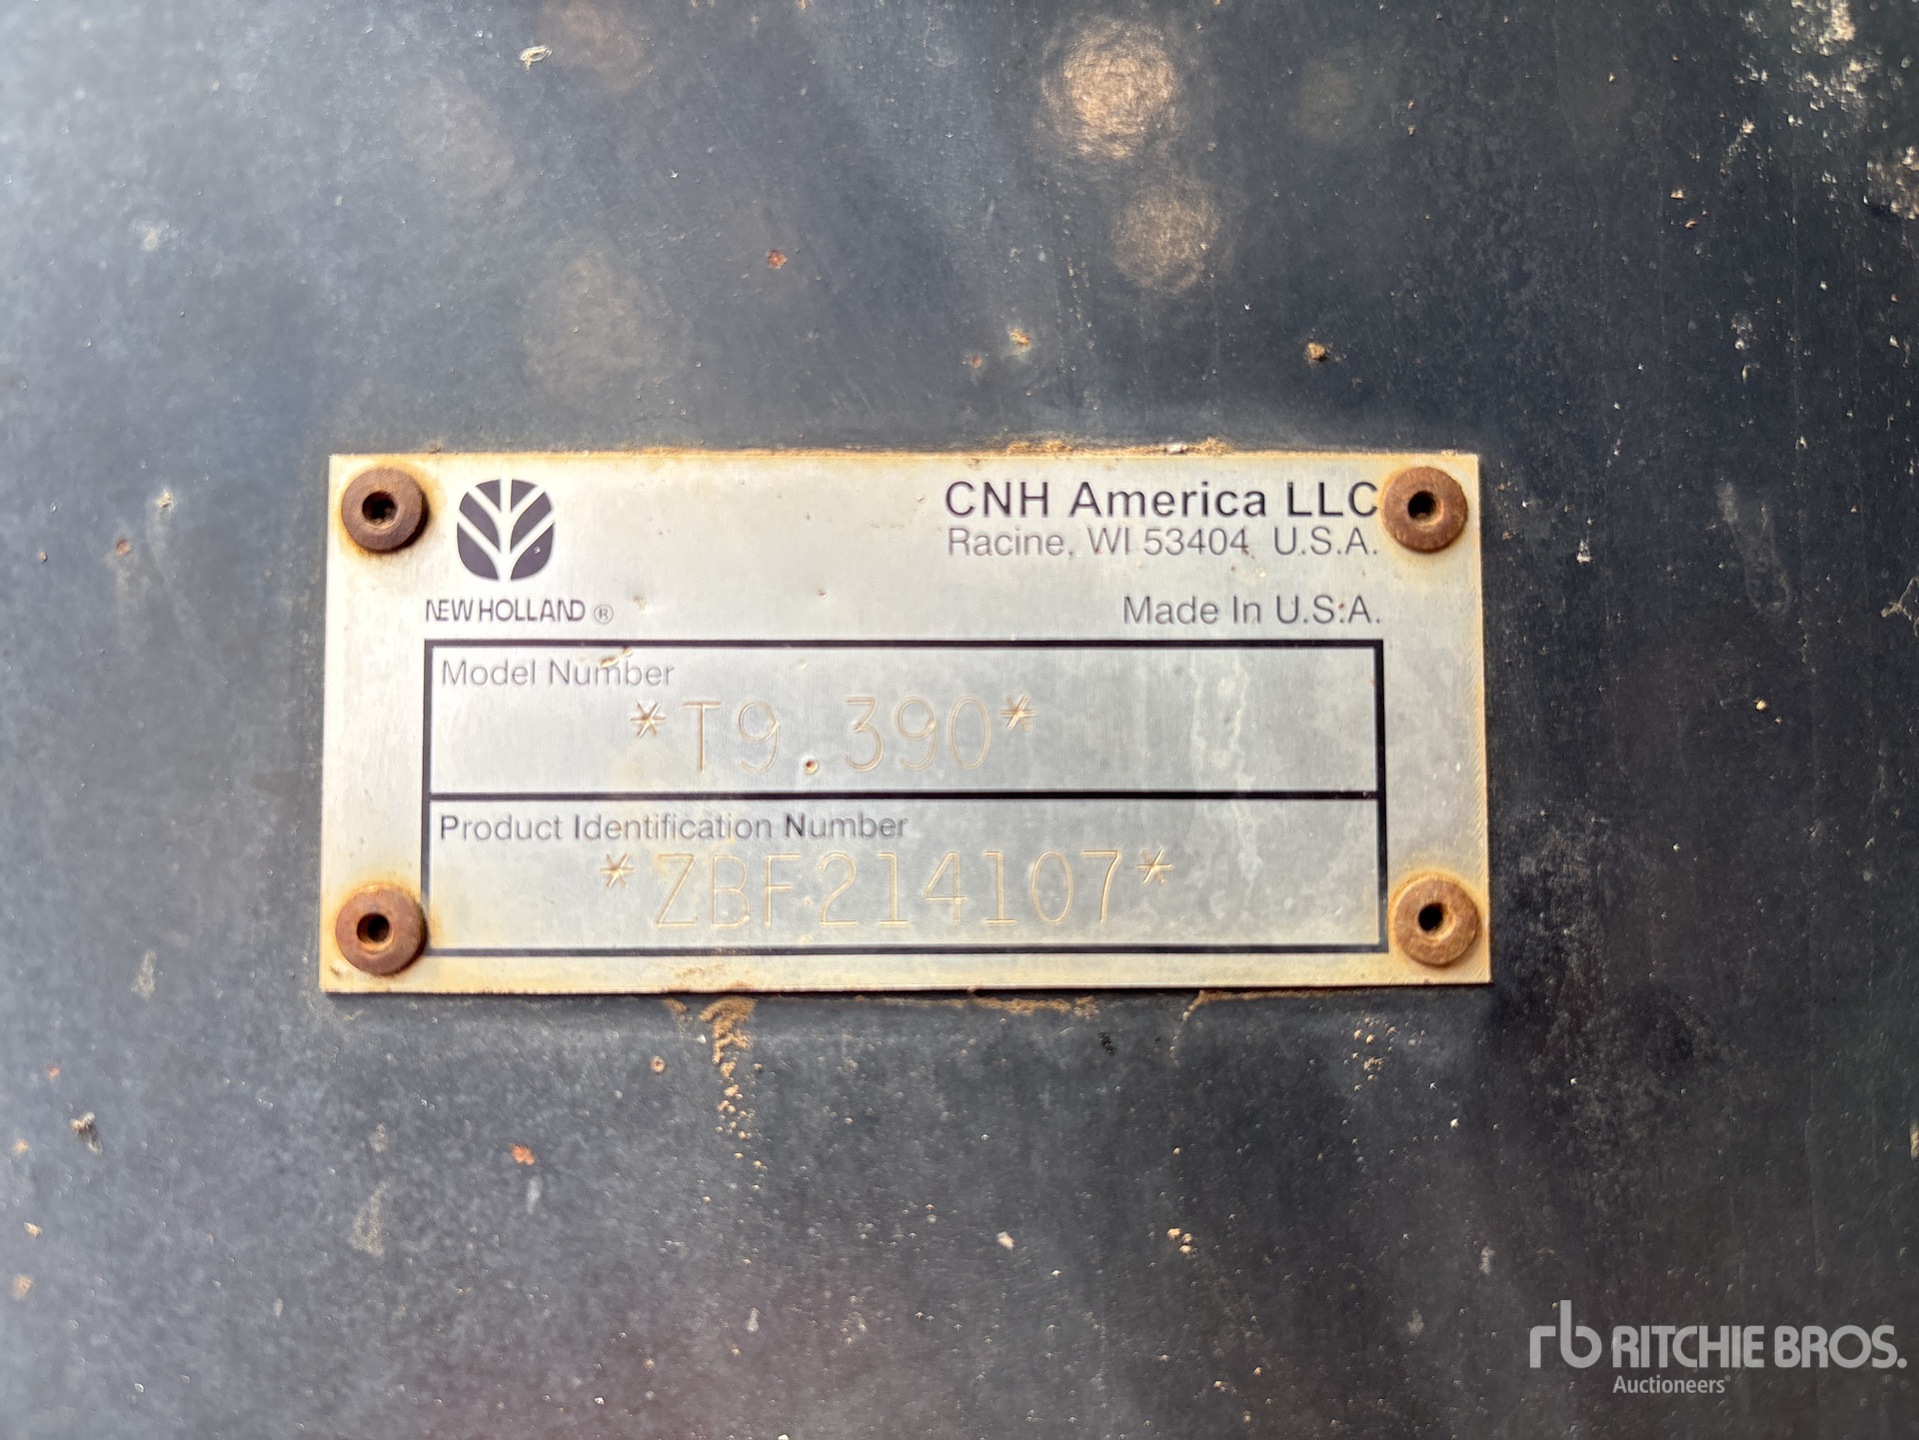 CNH America LLC
Racine, WI 53404 U.S.A.
NEW HOLLAND ®
Made In U.S.A.
Model Number
*T9.390*
Product Identification Number
*ZBF214107*
rb RITCHIE BROS.
Auctioneers